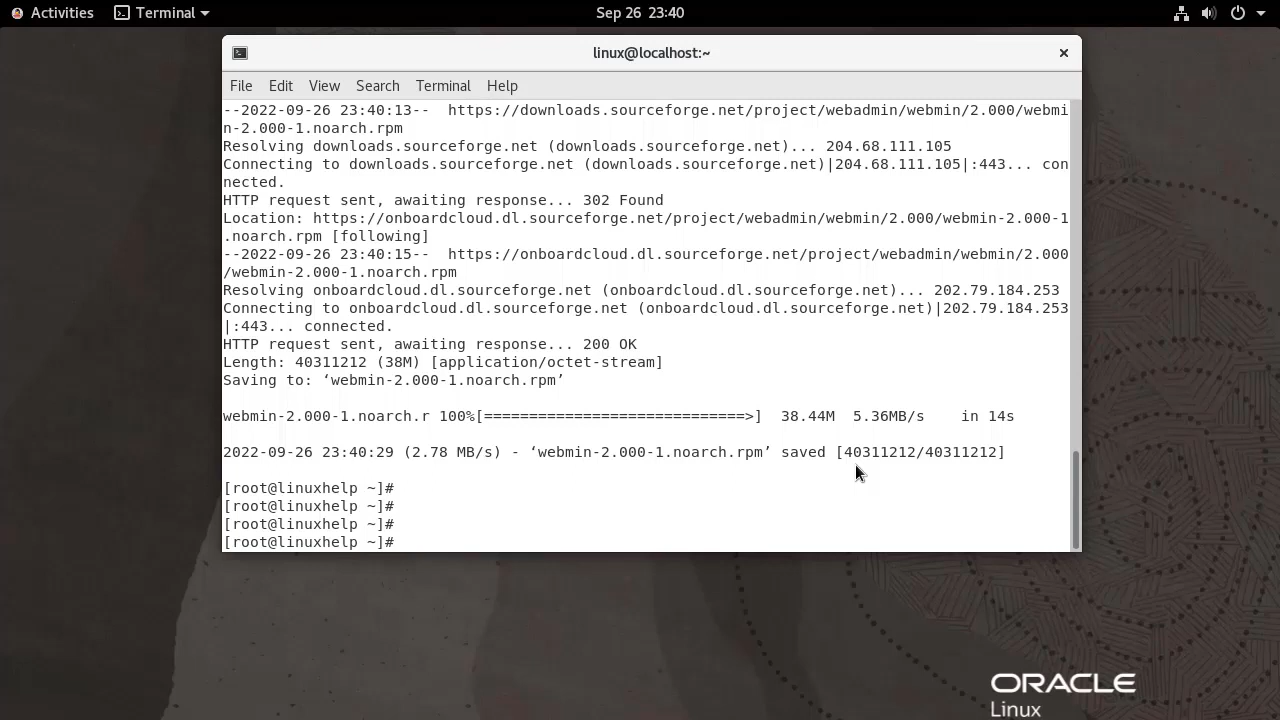 Activities Terminal Sep 26 23:40
linux@localhost:~
File Edit View Search Terminal Help
--2022-09-26 23:40:13--  https://downloads.sourceforge.net/project/webadmin/webmin/2.000/webmi
n-2.000-1.noarch.rpm
Resolving downloads.sourceforge.net (downloads.sourceforge.net)... 204.68.111.105
Connecting to downloads.sourceforge.net (downloads.sourceforge.net)|204.68.111.105|:443... con
nected.
HTTP request sent, awaiting response... 302 Found
Location: https://onboardcloud.dl.sourceforge.net/project/webadmin/webmin/2.000/webmin-2.000-1
.noarch.rpm [following]
--2022-09-26 23:40:15--  https://onboardcloud.dl.sourceforge.net/project/webadmin/webmin/2.000
/webmin-2.000-1.noarch.rpm
Resolving onboardcloud.dl.sourceforge.net (onboardcloud.dl.sourceforge.net)... 202.79.184.253
Connecting to onboardcloud.dl.sourceforge.net (onboardcloud.dl.sourceforge.net)|202.79.184.253
|:443... connected.
HTTP request sent, awaiting response... 200 OK
Length: 40311212 (38M) [application/octet-stream]
Saving to: ‘webmin-2.000-1.noarch.rpm’
webmin-2.000-1.noarch.r 100%[=============================>]  38.44M  5.36MB/s    in 14s
2022-09-26 23:40:29 (2.78 MB/s) - ‘webmin-2.000-1.noarch.rpm’ saved [40311212/40311212]
[root@linuxhelp ~]#
[root@linuxhelp ~]#
[root@linuxhelp ~]#
[root@linuxhelp ~]#
ORACLE
Linux